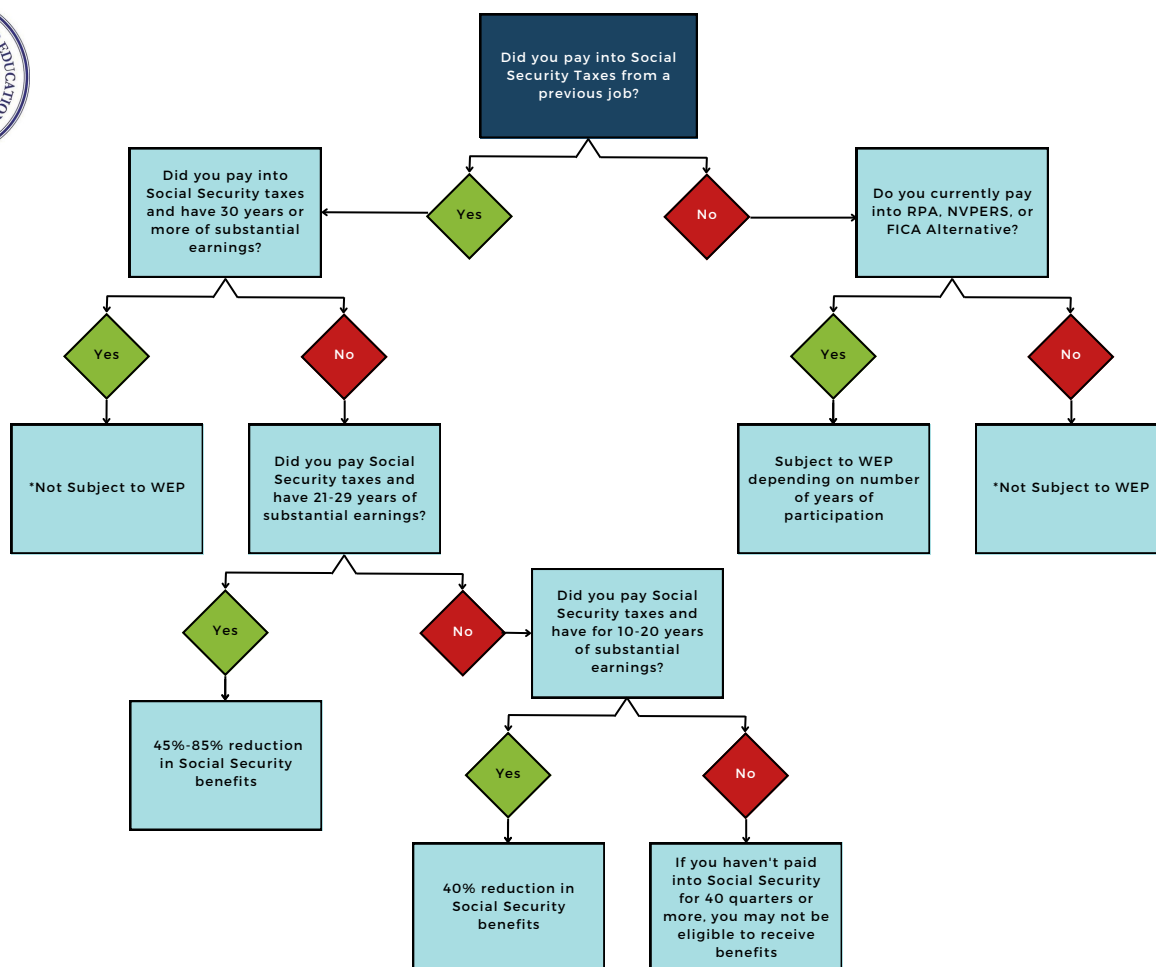 EDUCATION
Did you pay into Social
Security Taxes from a
previous job?
Did you pay into
Social Security taxes
and have 30 years or
more of substantial
earnings?
Yes
No
Do you currently pay
into RPA, NVPERS, or
FICA Alternative?
Yes
No
Yes
No
*Not Subject to WEP
Did you pay Social
Security taxes and
have 21-29 years of
substantial earnings?
Subject to WEP
depending on number
of years of
participation
*Not Subject to WEP
Yes
No
Did you pay Social
Security taxes and
have for 10-20 years
of substantial
earnings?
45%-85% reduction
in Social Security
benefits
Yes
No
40% reduction in
Social Security
benefits
If you haven't paid
into Social Security
for 40 quarters or
more, you may not be
eligible to receive
benefits